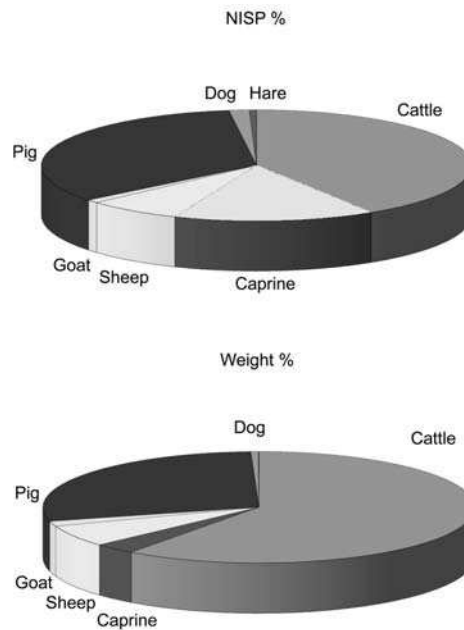 NISP %
Dog Hare
Cattle
Pig
Goat
Sheep
Caprine
Weight %
Dog
Cattle
Pig
Goat
Sheep
Caprine